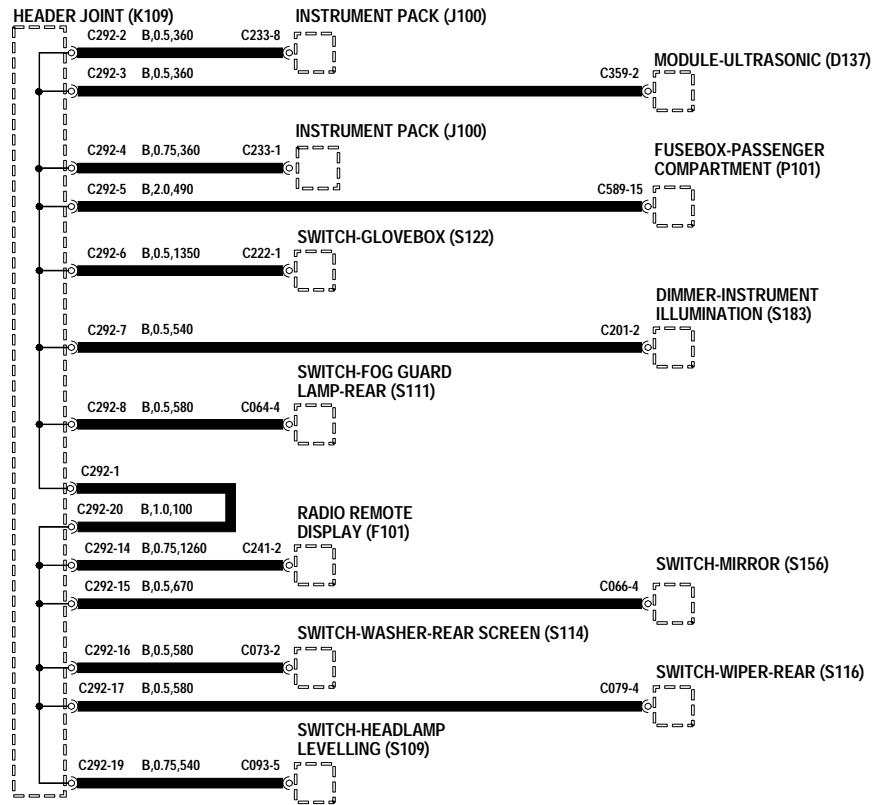 HEADER JOINT (K109)
INSTRUMENT PACK (J100)
C292-2 B,0.5,360 C233-8
MODULE-ULTRASONIC (D137)
C292-3 B,0.5,360 C359-2
INSTRUMENT PACK (J100)
C292-4 B,0.75,360 C233-1
FUSEBOX-PASSENGER
COMPARTMENT (P101)
C292-5 B,2.0,490 C589-15
SWITCH-GLOVEBOX (S122)
C292-6 B,0.5,1350 C222-1
DIMMER-INSTRUMENT
ILLUMINATION (S183)
C292-7 B,0.5,540 C201-2
SWITCH-FOG GUARD
LAMP-REAR (S111)
C292-8 B,0.5,580 C064-4
C292-1
C292-20 B,1.0,100
RADIO REMOTE
DISPLAY (F101)
C292-14 B,0.75,1260 C241-2
SWITCH-MIRROR (S156)
C292-15 B,0.5,670 C066-4
SWITCH-WASHER-REAR SCREEN (S114)
C292-16 B,0.5,580 C073-2
SWITCH-WIPER-REAR (S116)
C292-17 B,0.5,580 C079-4
SWITCH-HEADLAMP
LEVELLING (S109)
C292-19 B,0.75,540 C093-5